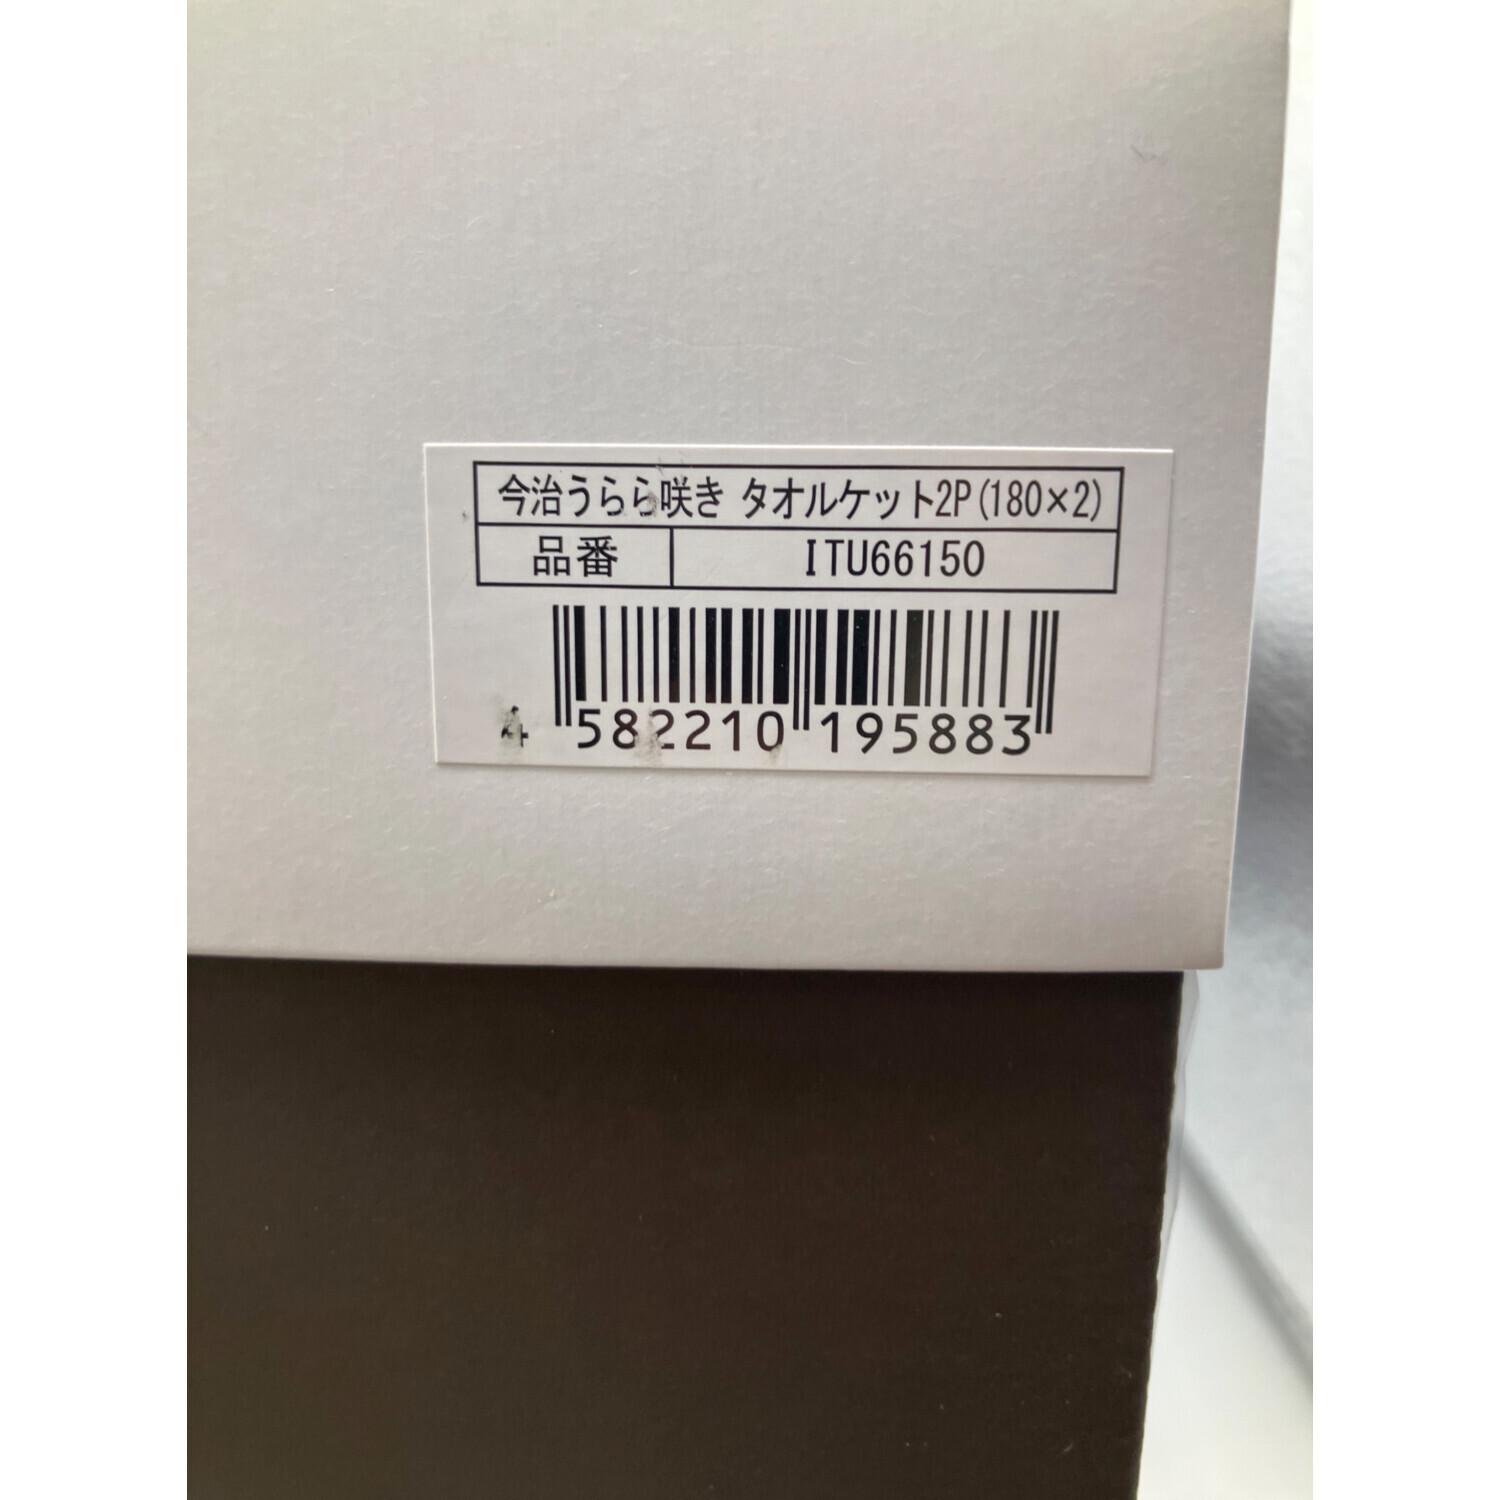 今治うらら咲き タオルケット2P(180×2)
品番 ITU66150
4 582210 195883